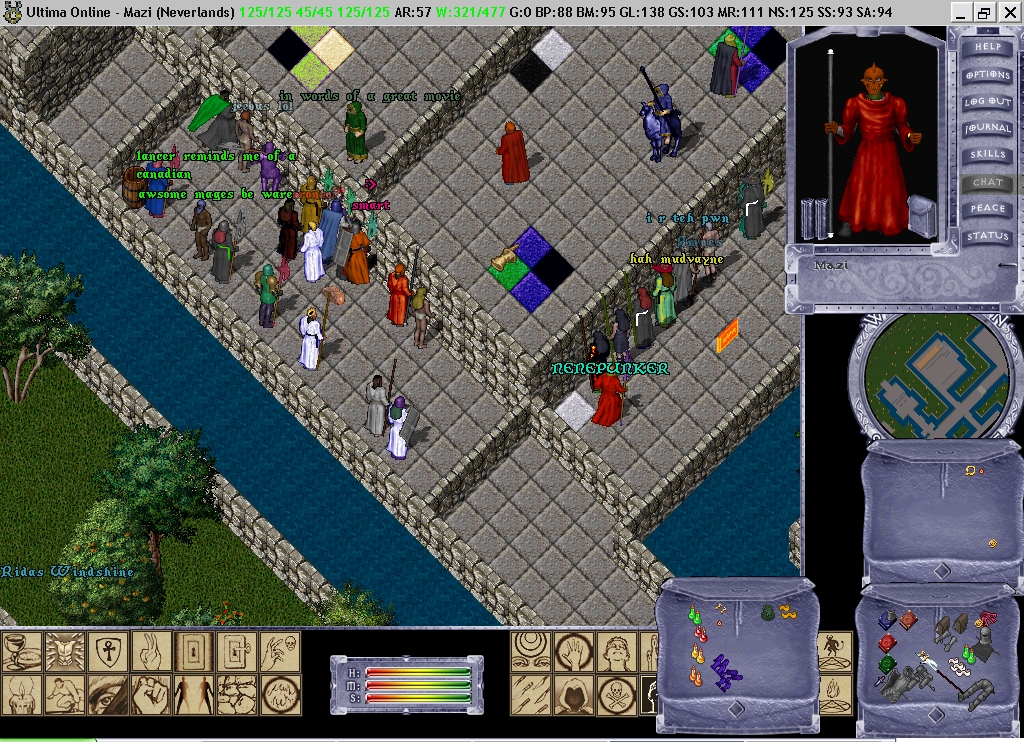 Ultima Online - Mazi (Neverlands) 125/125 45/45 125/125 AR:57 W:321/477 G:0 BP:88 BM:95 GL:138 GS:103 MR:111 NS:125 SS:93 SA:94
HELP
OPTIONS
LOG OUT
JOURNAL
SKILLS
CHAT
PEACE
STATUS
in words of a great movie
jeebus lol
lancer reminds me of a
canadian
awsome mages be ware
smart
i r teh pwn
hah mudvayne
Mazi
NENEPUNKER
Ridas Windshine
H:
M:
S: